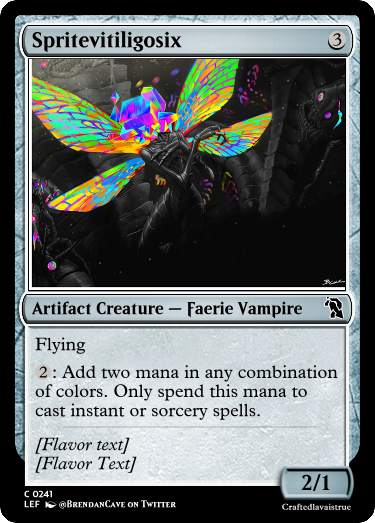 Spritevitiligosix 3
Artifact Creature — Faerie Vampire
Flying
2: Add two mana in any combination
of colors. Only spend this mana to
cast instant or sorcery spells.
[Flavor text]
[Flavor Text]
2/1
C 0241
LEF @BrendanCave on Twitter
Craftedlavaistrue